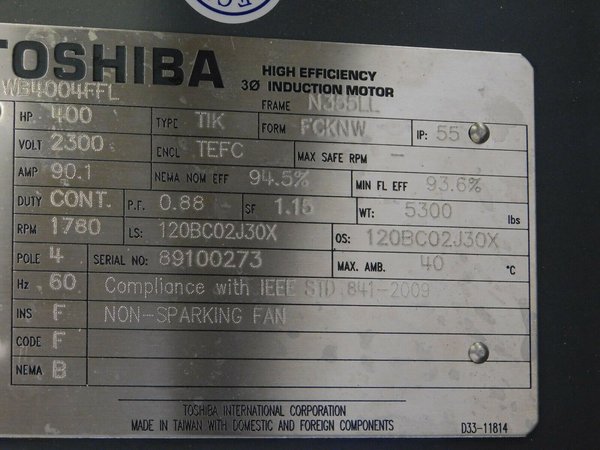 TOSHIBA
HIGH EFFICIENCY
3Ø INDUCTION MOTOR
FRAME
HP 400 TYPE TIK FORM FCKNW IP: 55
VOLT 2300 ENCL TEFC MAX SAFE RPM –
AMP 90.1 NEMA NOM EFF 94.5% MIN FL EFF 93.6%
DUTY CONT. P.F. 0.88 SF 1.15 WT: 5300 lbs
RPM 1780 LS: 120BC02J30X OS: 120BC02J30X
POLE 4 SERIAL NO: 89100273 MAX. AMB. 40 °C
Hz 60 Compliance with IEEE STD 841-2009
INS F NON-SPARKING FAN
CODE F
NEMA B
TOSHIBA INTERNATIONAL CORPORATION
MADE IN TAIWAN WITH DOMESTIC AND FOREIGN COMPONENTS D33-11814